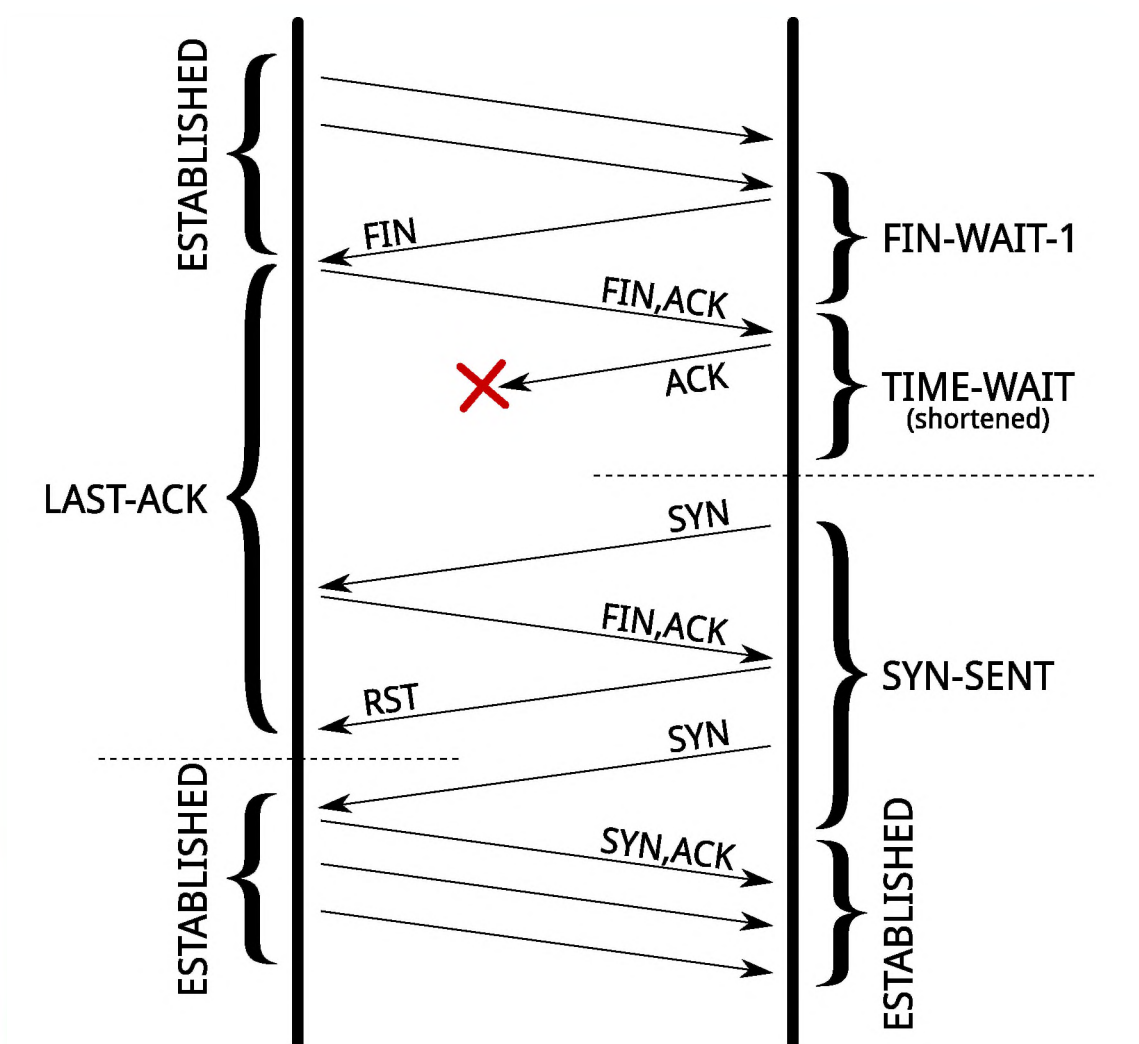 ESTABLISHED
FIN
FIN-WAIT-1
FIN,ACK
ACK
TIME-WAIT
(shortened)
LAST-ACK
SYN
FIN,ACK
SYN-SENT
RST
SYN
ESTABLISHED
SYN,ACK
ESTABLISHED